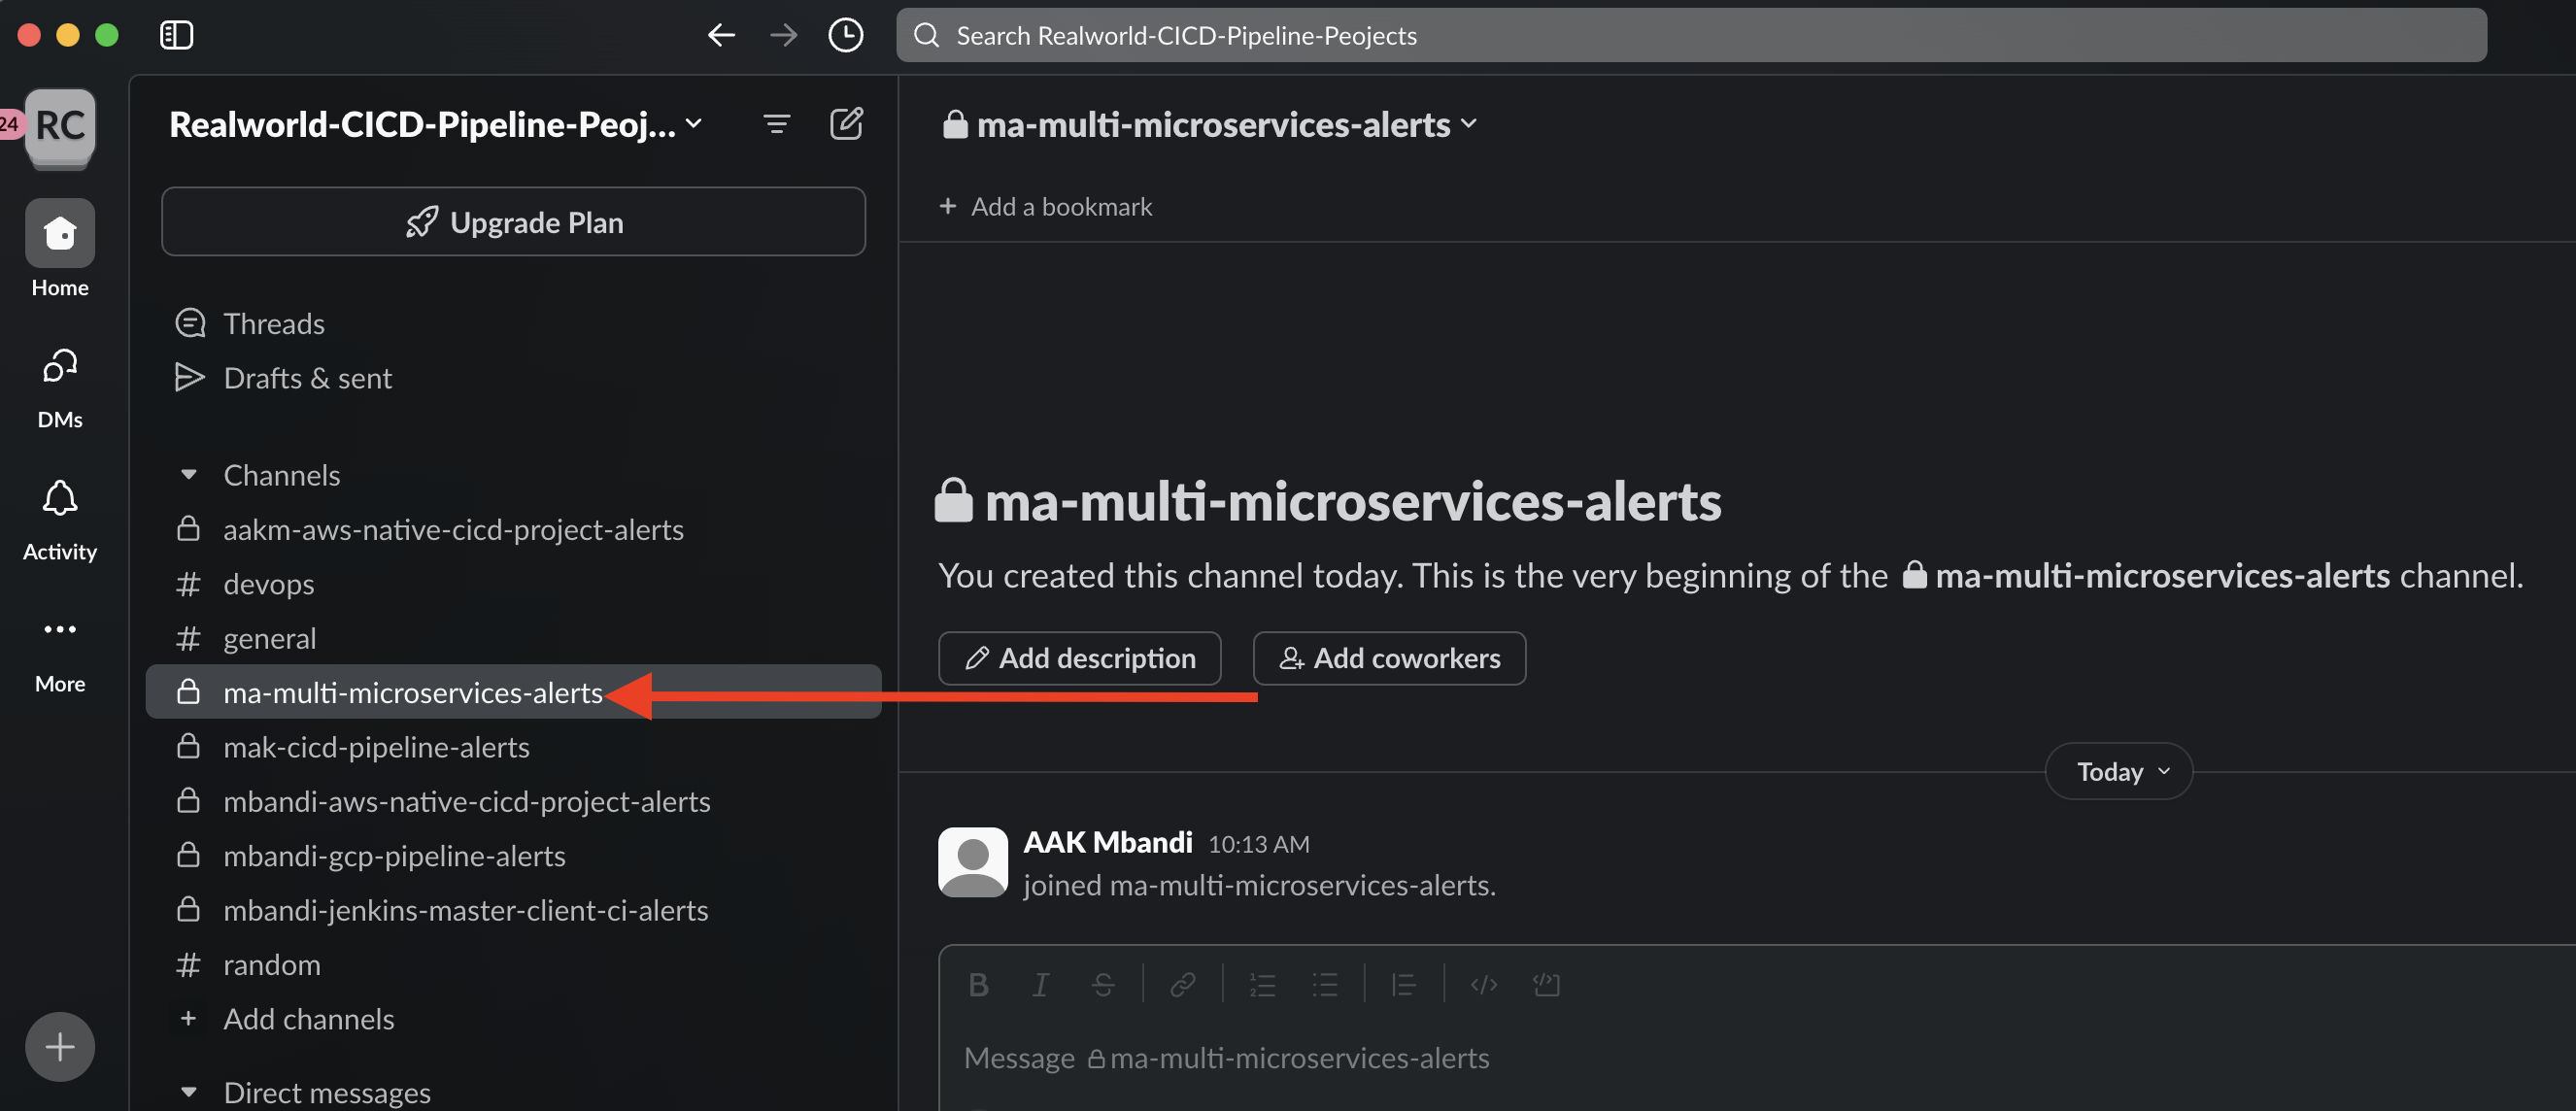 Search Realworld-CICD-Pipeline-Peojects
24
RC
Home
DMs
Activity
More
Realworld-CICD-Pipeline-Peoj...
Upgrade Plan
Threads
Drafts & sent
Channels
aakm-aws-native-cicd-project-alerts
# devops
# general
ma-multi-microservices-alerts
mak-cicd-pipeline-alerts
mbandi-aws-native-cicd-project-alerts
mbandi-gcp-pipeline-alerts
mbandi-jenkins-master-client-ci-alerts
# random
+ Add channels
Direct messages
ma-multi-microservices-alerts
+ Add a bookmark
ma-multi-microservices-alerts
You created this channel today. This is the very beginning of the ma-multi-microservices-alerts channel.
Add description
Add coworkers
Today
AAK Mbandi 10:13 AM
joined ma-multi-microservices-alerts.
B I S
Message ma-multi-microservices-alerts